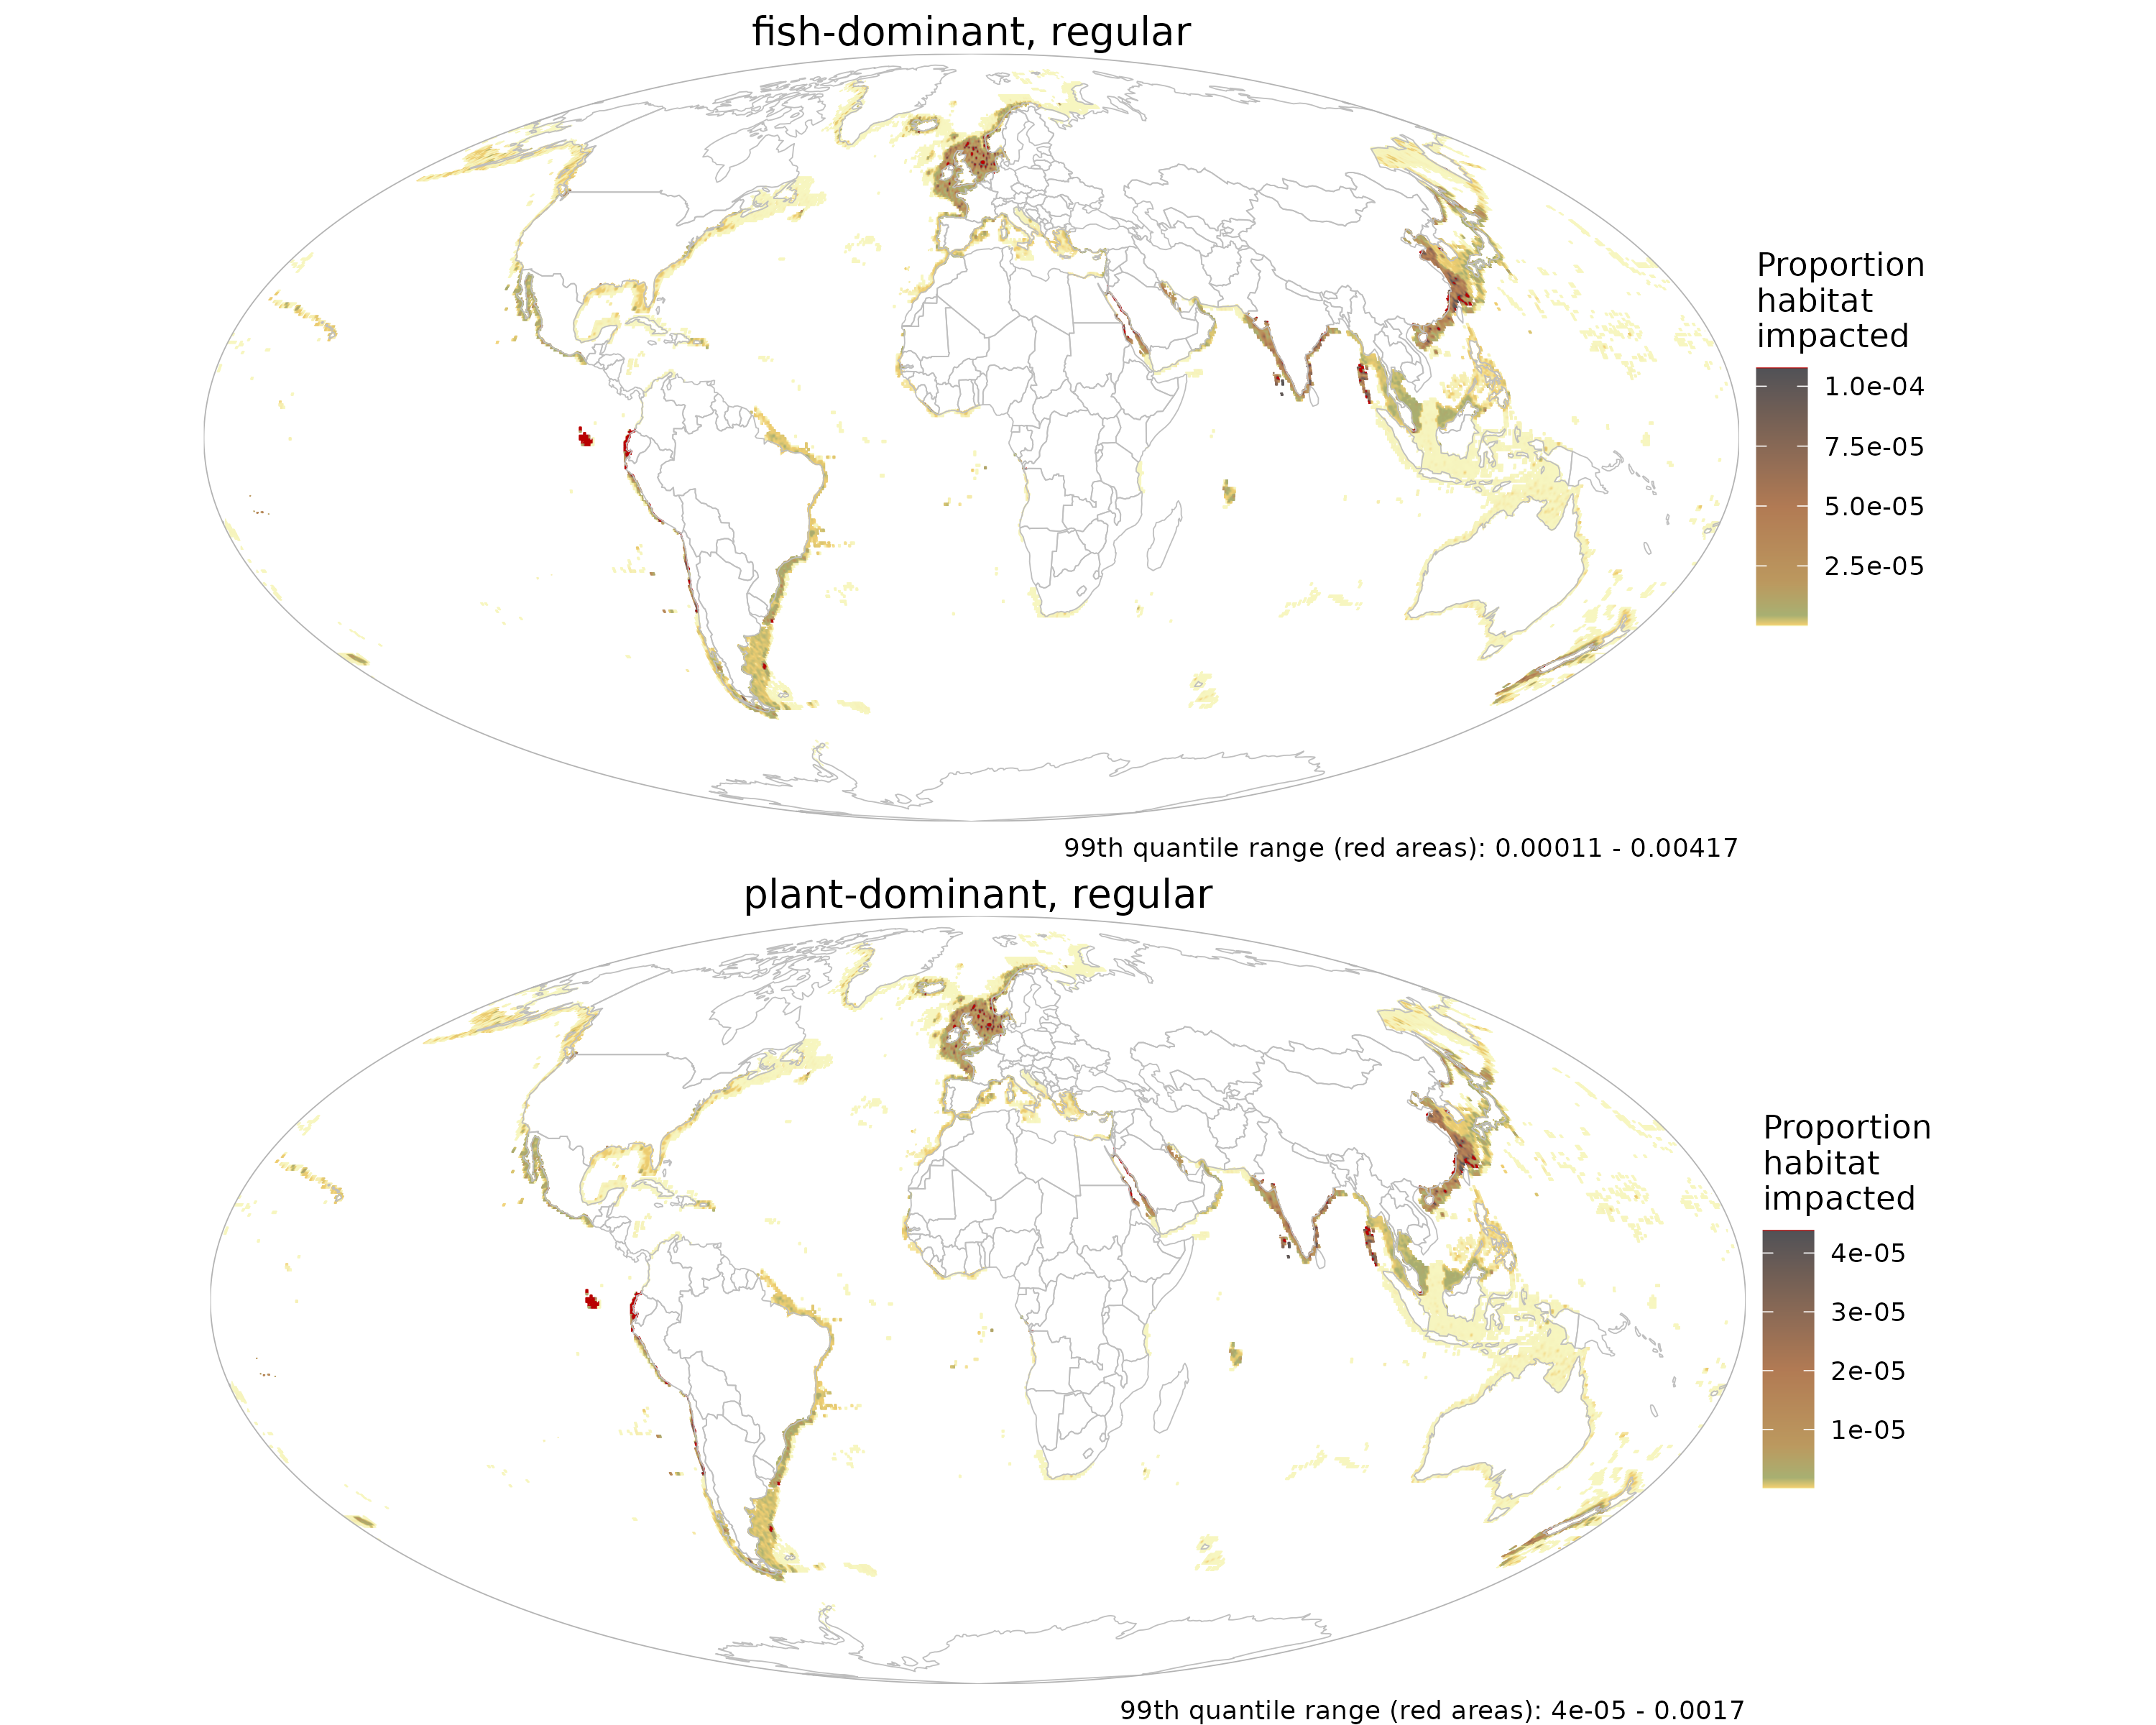 fish-dominant, regular
Proportion
habitat
impacted
1.0e-04
7.5e-05
5.0e-05
2.5e-05
99th quantile range (red areas): 0.00011 - 0.00417
plant-dominant, regular
Proportion
habitat
impacted
4e-05
3e-05
2e-05
1e-05
99th quantile range (red areas): 4e-05 - 0.0017